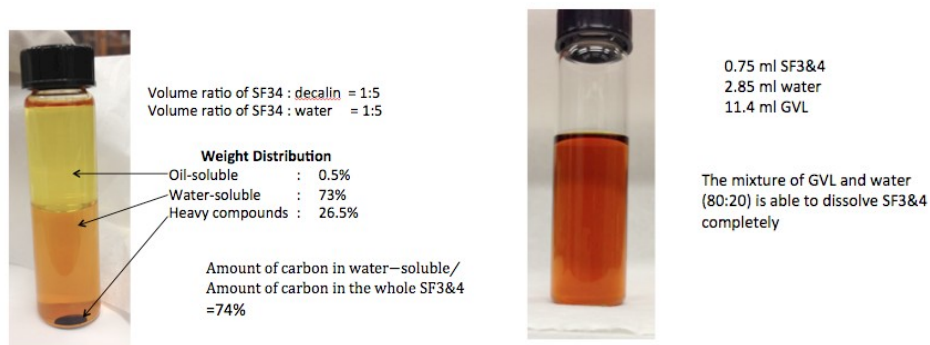 Volume ratio of SF34 : decalin = 1:5
Volume ratio of SF34 : water = 1:5
Weight Distribution
Oil-soluble : 0.5%
Water-soluble : 73%
Heavy compounds : 26.5%
Amount of carbon in water−soluble/
Amount of carbon in the whole SF3&4
=74%
0.75 ml SF3&4
2.85 ml water
11.4 ml GVL
The mixture of GVL and water
(80:20) is able to dissolve SF3&4
completely